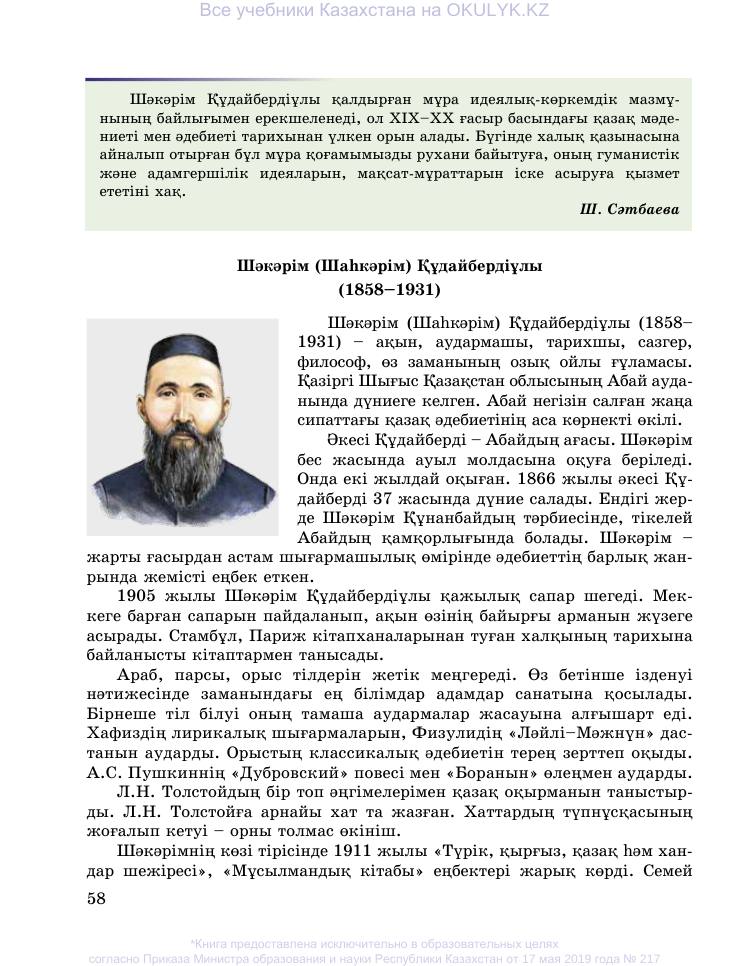 Все учебники Казахстана на OKULYK.KZ
Шәкәрім Құдайбердіұлы қалдырған мұра идеялық-көркемдік мазмұ-
нының байлығымен ерекшеленеді, ол XIX–XX ғасыр басындағы қазақ мәде-
ниеті мен әдебиеті тарихынан үлкен орын алады. Бүгінде халық қазынасына
айналып отырған бұл мұра қоғамымызды рухани байытуға, оның гуманистік
және адамгершілік идеяларын, мақсат-мұраттарын іске асыруға қызмет
ететіні хақ.
Ш. Сәтбаева
Шәкәрім (Шаһкәрім) Құдайбердіұлы
(1858–1931)
Шәкәрім (Шаһкәрім) Құдайбердіұлы (1858–
1931) – ақын, аудармашы, тарихшы, сазгер,
философ, өз заманының озық ойлы ғұламасы.
Қазіргі Шығыс Қазақстан облысының Абай ауда-
нында дүниеге келген. Абай негізін салған жаңа
сипаттағы қазақ әдебиетінің аса көрнекті өкілі.
Әкесі Құдайберді – Абайдың ағасы. Шәкәрім
бес жасында ауыл молдасына оқуға беріледі.
Онда екі жылдай оқыған. 1866 жылы әкесі Құ-
дайберді 37 жасында дүние салады. Ендігі жер-
де Шәкәрім Құнанбайдың тәрбиесінде, тікелей
Абайдың қамқорлығында болады. Шәкәрім –
жарты ғасырдан астам шығармашылық өмірінде әдебиеттің барлық жан-
рында жемісті еңбек еткен.
1905 жылы Шәкәрім Құдайбердіұлы қажылық сапар шегеді. Мек-
кеге барған сапарын пайдаланып, ақын өзінің байырғы арманын жүзеге
асырады. Стамбұл, Париж кітапханаларынан туған халқының тарихына
байланысты кітаптармен танысады.
Араб, парсы, орыс тілдерін жетік меңгереді. Өз бетінше ізденуі
нәтижесінде заманындағы ең білімдар адамдар санатына қосылады.
Бірнеше тіл білуі оның тамаша аудармалар жасауына алғышарт еді.
Хафиздің лирикалық шығармаларын, Физулидің «Ләйлі–Мәжнүн» дас-
танын аударды. Орыстың классикалық әдебиетін терең зерттеп оқыды.
А.С. Пушкиннің «Дубровский» повесі мен «Боранын» өлеңмен аударды.
Л.Н. Толстойдың бір топ әңгімелерімен қазақ оқырманын таныстыр-
ды. Л.Н. Толстойға арнайы хат та жазған. Хаттардың түпнұсқасының
жоғалып кетуі – орны толмас өкініш.
Шәкәрімнің көзі тірісінде 1911 жылы «Түрік, қырғыз, қазақ һәм хан-
дар шежіресі», «Мұсылмандық кітабы» еңбектері жарық көрді. Семей
58
*Книга предоставлена исключительно в образовательных целях
согласно Приказа Министра образования и науки Республики Казахстан от 17 мая 2019 года № 217